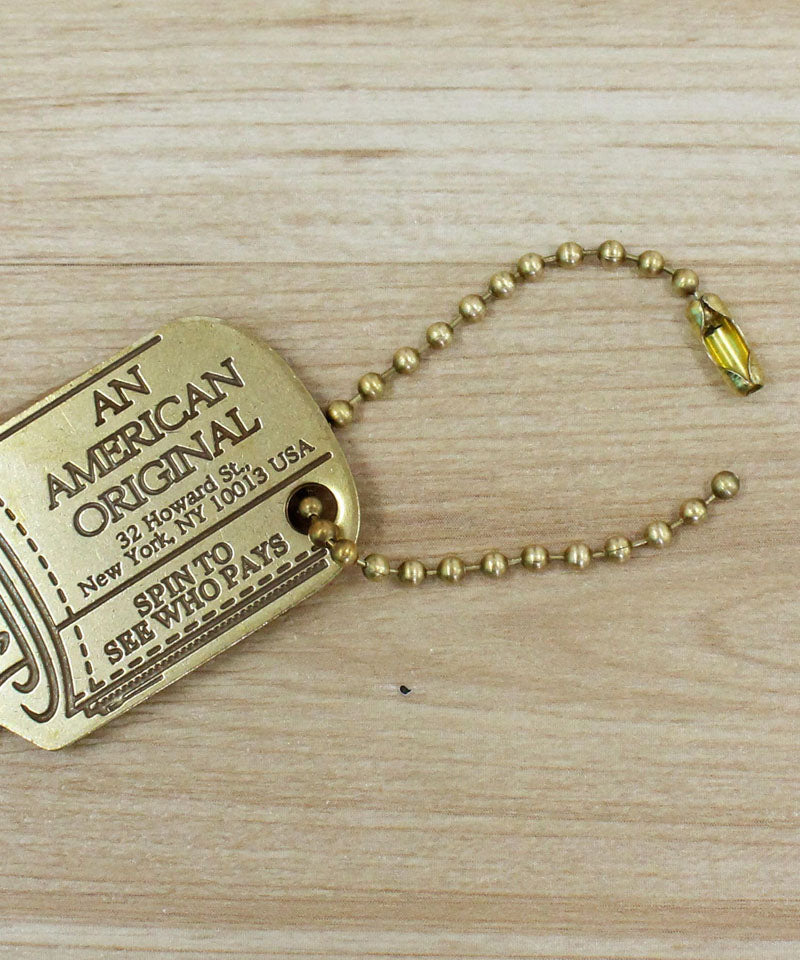 AN
AMERICAN
ORIGINAL
32 Howard St.,
New York, NY 10013 USA
SPIN TO
SEE WHO PAYS